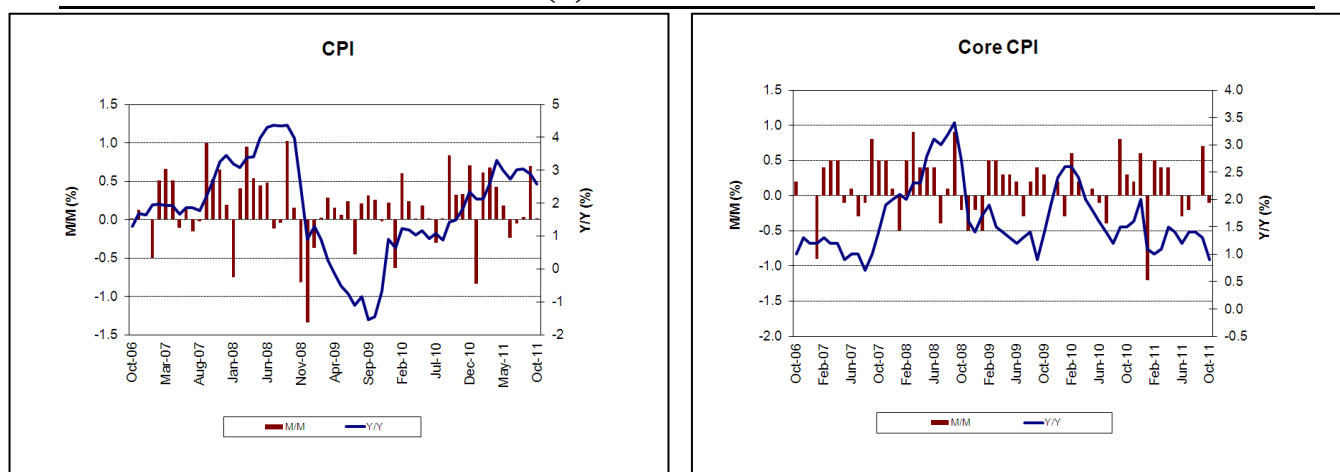 CPI
M/M (%)
1.5
1.0
0.5
0.0
-0.5
-1.0
-1.5
5
4
3
2
1
0
-1
-2
Y/Y (%)
Oct-06
Mar-07
Aug-07
Jan-08
Jun-08
Nov-08
Apr-09
Sep-09
Feb-10
Jul-10
Dec-10
May-11
Oct-11
M/M Y/Y
Core CPI
M/M (%)
1.5
1.0
0.5
0.0
-0.5
-1.0
-1.5
-2.0
4.0
3.5
3.0
2.5
2.0
1.5
1.0
0.5
0.0
-0.5
Y/Y (%)
Oct-06
Feb-07
Jun-07
Oct-07
Feb-08
Jun-08
Oct-08
Feb-09
Jun-09
Oct-09
Feb-10
Jun-10
Oct-10
Feb-11
Jun-11
Oct-11
M/M Y/Y